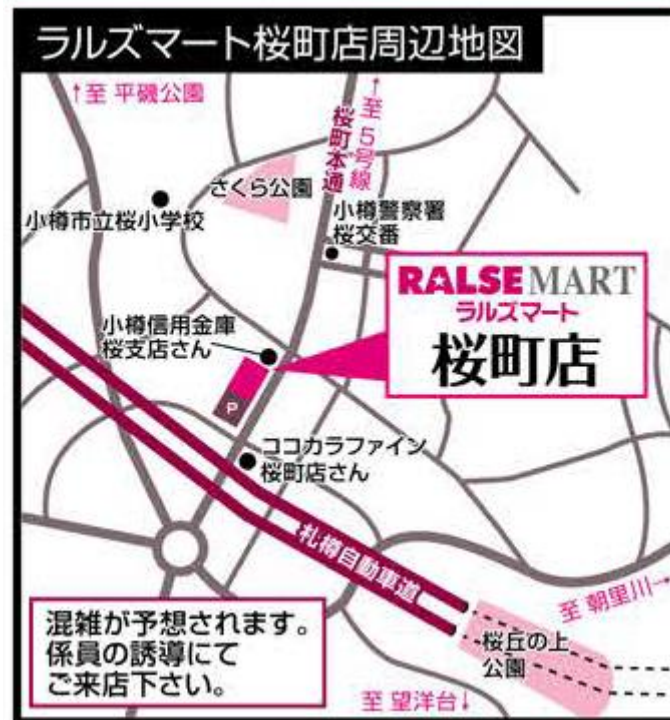 ラルズマート桜町店周辺地図
↑至 平磯公園
↑至 5号線
桜町本通
さくら公園
小樽市立桜小学校
小樽警察署
桜交番
RALSE MART
ラルズマート
桜町店
小樽信用金庫
桜支店さん
P
ココカラファイン
桜町店さん
札樽自動車道
至 朝里川→
桜丘の上
公園
至 望洋台↓
混雑が予想されます。
係員の誘導にて
ご来店下さい。